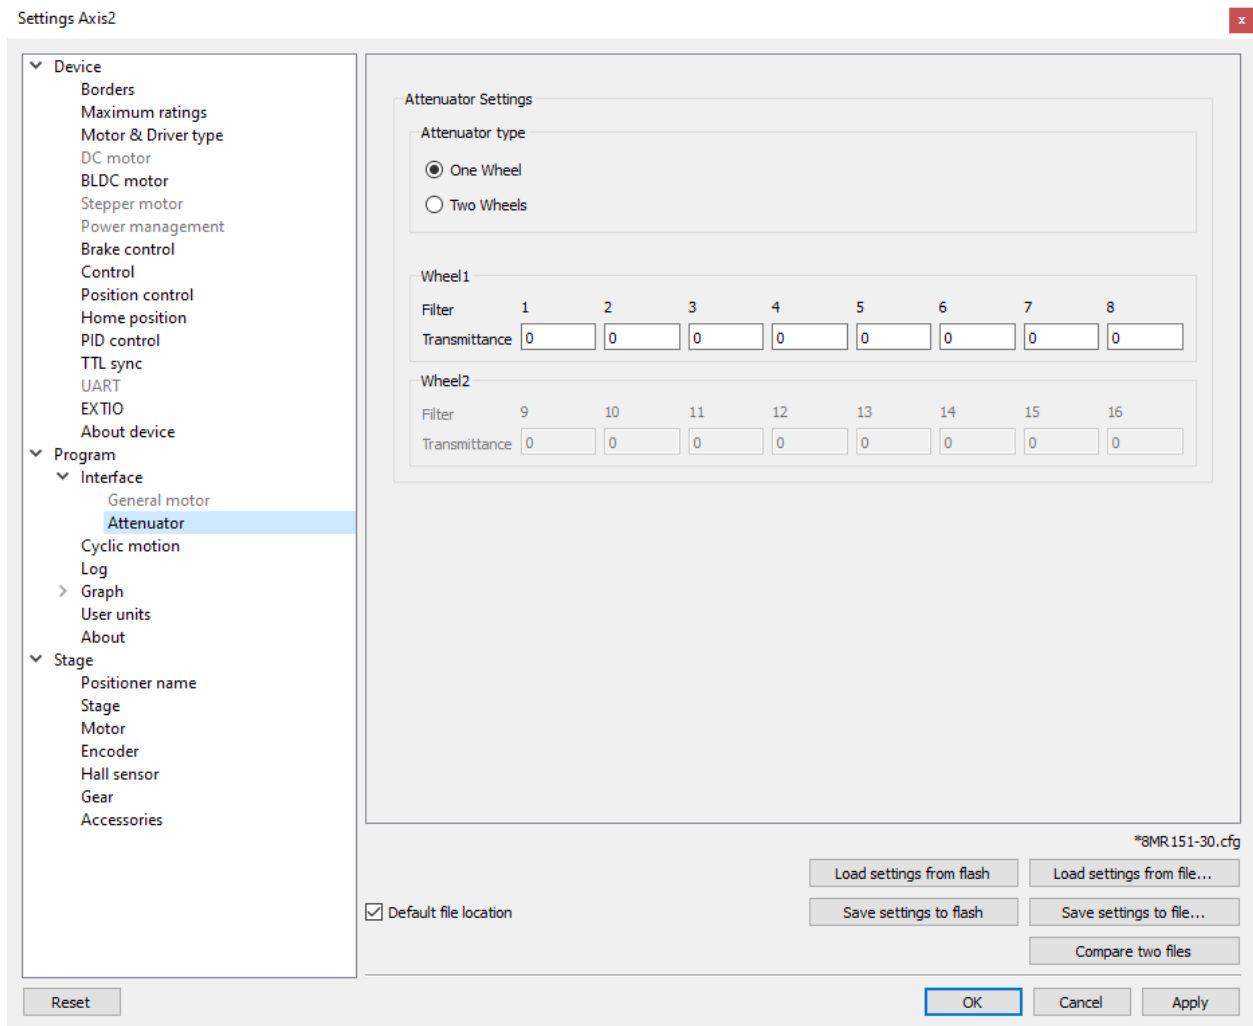 Settings Axis2
x
Device
Borders
Maximum ratings
Motor & Driver type
DC motor
BLDC motor
Stepper motor
Power management
Brake control
Control
Position control
Home position
PID control
TTL sync
UART
EXTIO
About device
Program
Interface
General motor
Attenuator
Cyclic motion
Log
Graph
User units
About
Stage
Positioner name
Stage
Motor
Encoder
Hall sensor
Gear
Accessories
Attenuator Settings
Attenuator type
One Wheel
Two Wheels
Wheel1
Filter 1 2 3 4 5 6 7 8
Transmittance 0 0 0 0 0 0 0 0
Wheel2
Filter 9 10 11 12 13 14 15 16
Transmittance 0 0 0 0 0 0 0 0
*8MR151-30.cfg
Load settings from flash Load settings from file...
Default file location Save settings to flash Save settings to file...
Compare two files
Reset OK Cancel Apply